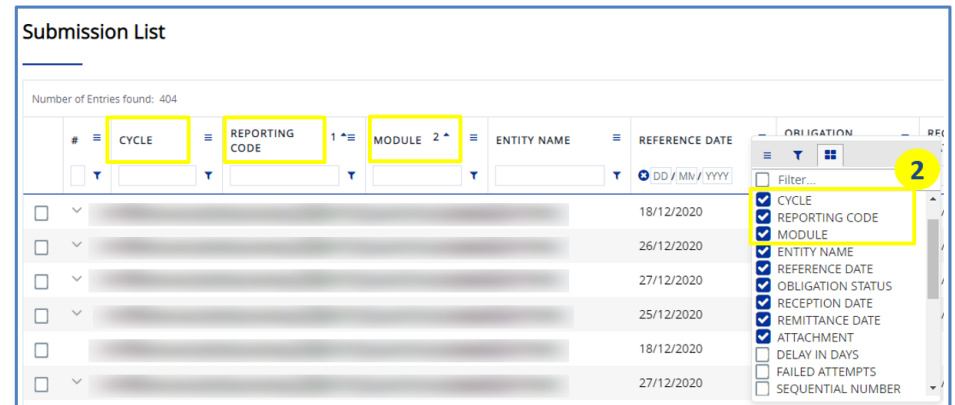 Submission List
Number of Entries found: 404
# CYCLE REPORTING CODE 1 MODULE 2 ENTITY NAME REFERENCE DATE OBLIGATION
DD / MM / YYYY
2
Filter...
CYCLE
REPORTING CODE
MODULE
ENTITY NAME
REFERENCE DATE
OBLIGATION STATUS
RECEPTION DATE
REMITTANCE DATE
ATTACHMENT
DELAY IN DAYS
FAILED ATTEMPTS
SEQUENTIAL NUMBER
18/12/2020
26/12/2020
27/12/2020
25/12/2020
18/12/2020
27/12/2020